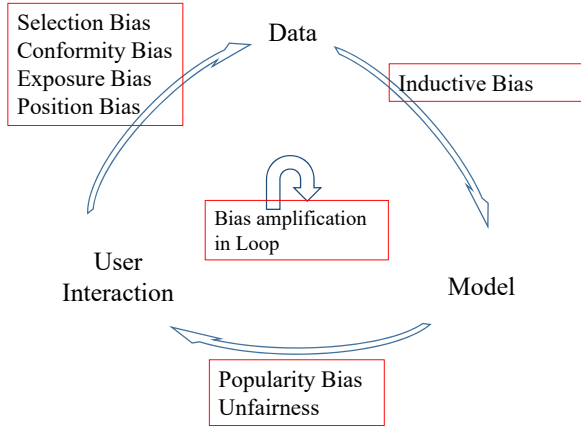 Selection Bias
Conformity Bias
Exposure Bias
Position Bias
Data
Inductive Bias
Bias amplification
in Loop
User
Interaction
Model
Popularity Bias
Unfairness